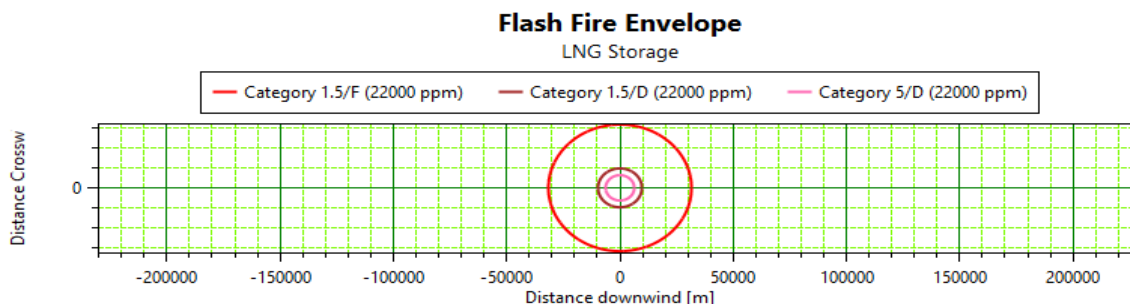 Flash Fire Envelope
LNG Storage
Category 1.5/F (22000 ppm) Category 1.5/D (22000 ppm) Category 5/D (22000 ppm)
Distance Crossw
0
-200000 -150000 -100000 -50000 0 50000 100000 150000 200000
Distance downwind [m]